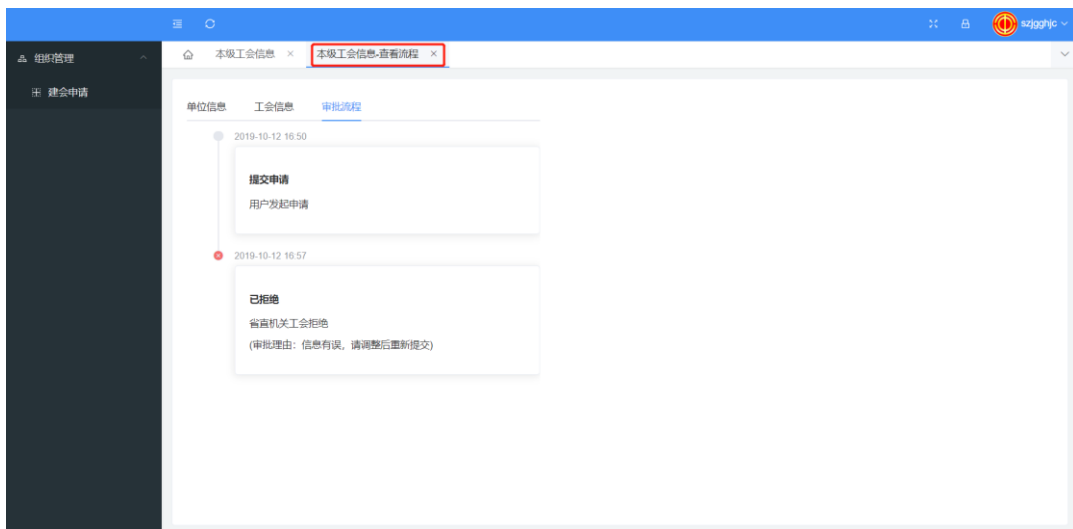 szjgghjc
组织管理
本级工会信息 ×
本级工会信息-查看流程 ×
建会申请
单位信息 工会信息 审批流程
2019-10-12 16:50
提交申请
用户发起申请
2019-10-12 16:57
已拒绝
省直机关工会拒绝
(审批理由：信息有误，请调整后重新提交)